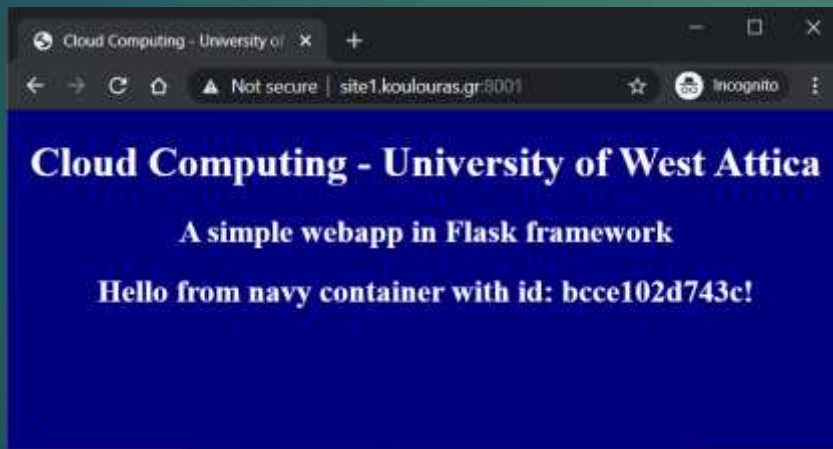 Cloud Computing - University of
Not secure | site1.koulouras.gr:8001
Incognito
Cloud Computing - University of West Attica
A simple webapp in Flask framework
Hello from navy container with id: bcce102d743c!